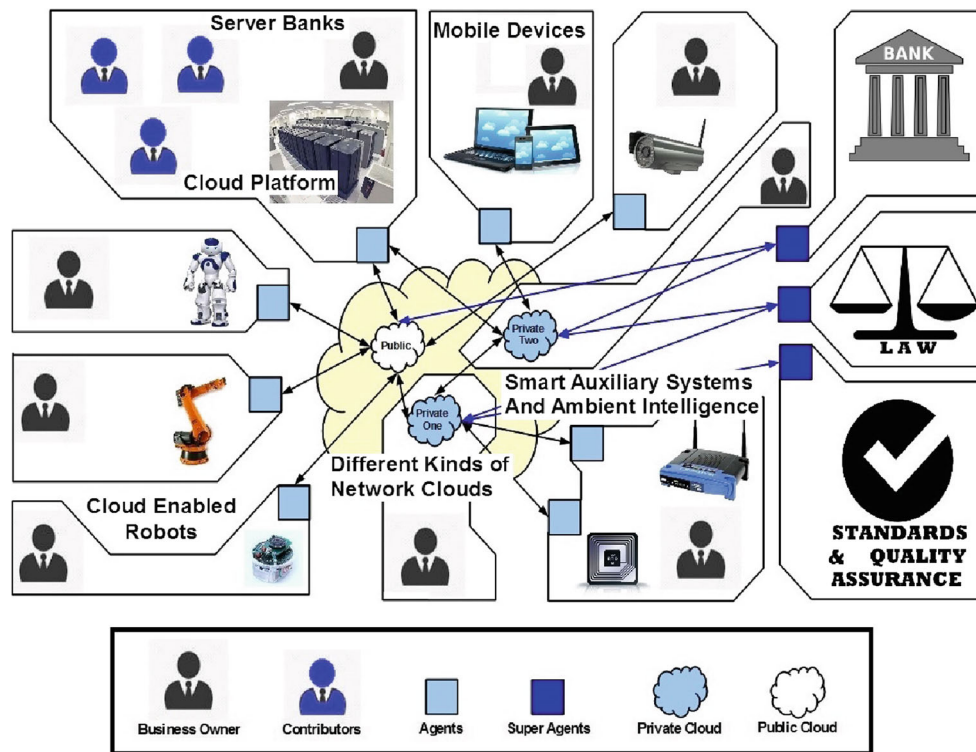 Server Banks
Mobile Devices
BANK
Cloud Platform
Public
Private
Two
LAW
Smart Auxiliary Systems
And Ambient Intelligence
Private
One
Different Kinds of
Network Clouds
Cloud Enabled
Robots
STANDARDS
& QUALITY
ASSURANCE
Business Owner
Contributors
Agents
Super Agents
Private Cloud
Public Cloud